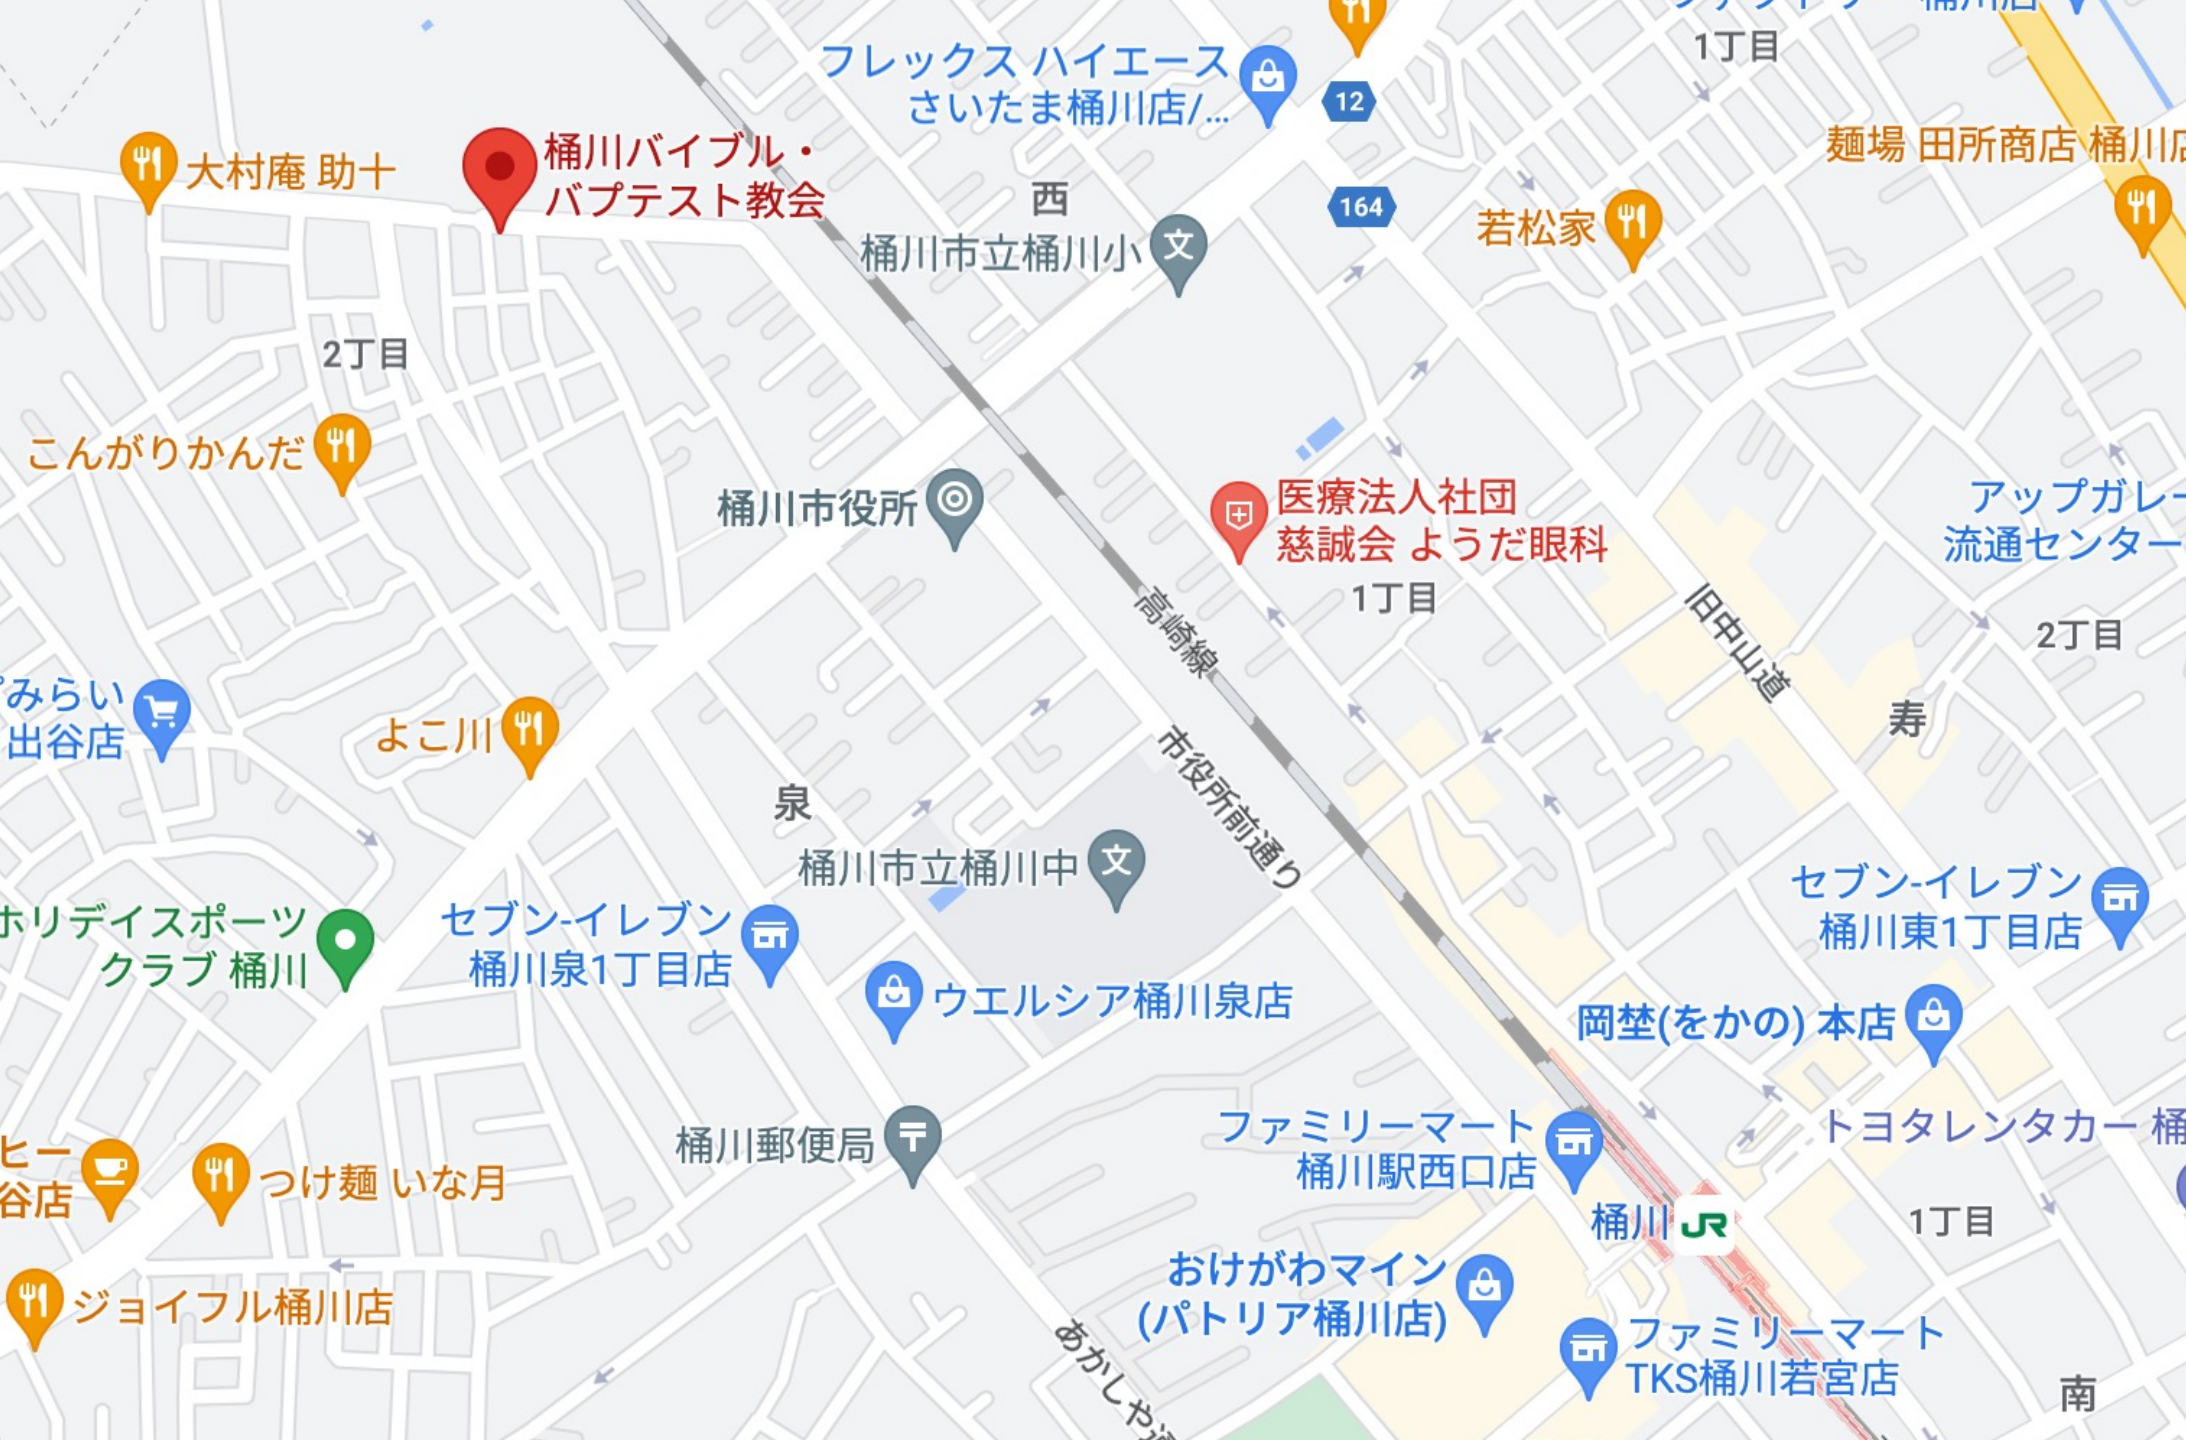 桶川店
1丁目
フレックス ハイエース
さいたま桶川店/...
12
麺場 田所商店 桶川店
大村庵 助十
桶川バイブル・
バプテスト教会
西
164
若松家
桶川市立桶川小
2丁目
こんがりかんだ
桶川市役所
医療法人社団
慈誠会 ようだ眼科
アップガレー
流通センター
1丁目
高崎線
旧中山道
2丁目
みらい
出谷店
よこ川
寿
市役所前通り
泉
桶川市立桶川中
ホリデイスポーツ
クラブ 桶川
セブン-イレブン
桶川泉1丁目店
セブン-イレブン
桶川東1丁目店
ウエルシア桶川泉店
岡埜(をかの) 本店
桶川郵便局
ファミリーマート
桶川駅西口店
トヨタレンタカー 桶
ヒー
谷店
つけ麺 いな月
桶川
JR
1丁目
おけがわマイン
(パトリア桶川店)
ジョイフル桶川店
あかしや通
ファミリーマート
TKS桶川若宮店
南